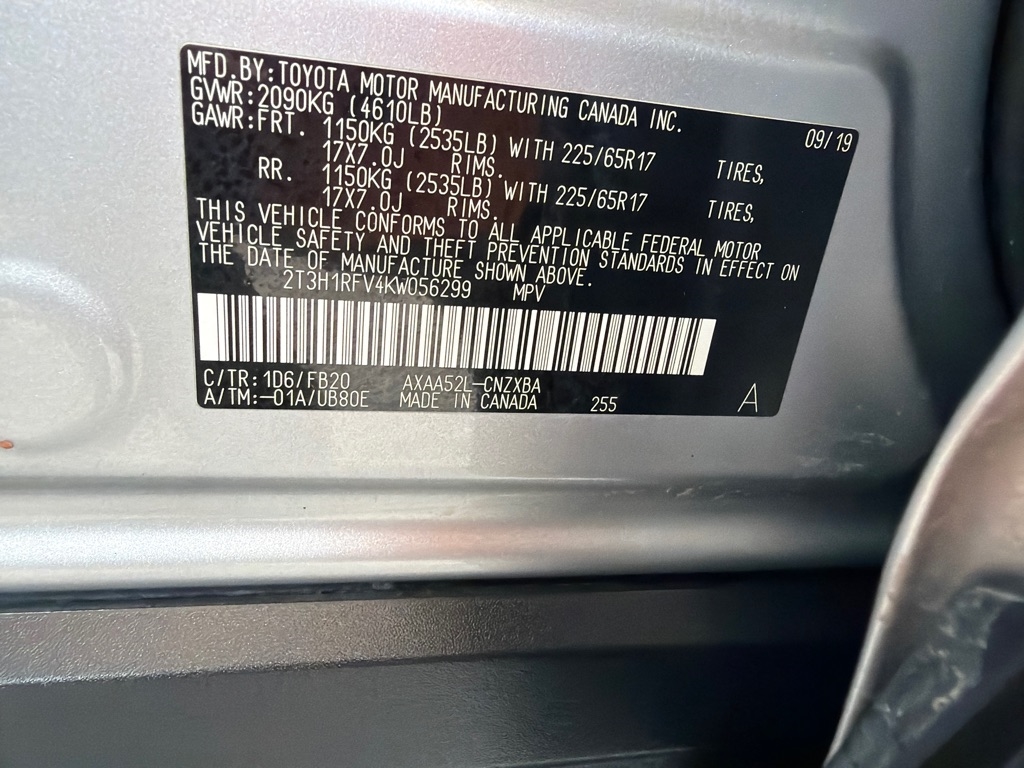 MFD.BY:TOYOTA MOTOR MANUFACTURING CANADA INC. 09/19
GVWR:2090KG (4610LB)
GAWR:FRT. 1150KG (2535LB) WITH 225/65R17 TIRES,
17X7.0J RIMS.
RR. 1150KG (2535LB) WITH 225/65R17 TIRES,
17X7.0J RIMS.
THIS VEHICLE CONFORMS TO ALL APPLICABLE FEDERAL MOTOR
VEHICLE SAFETY AND THEFT PREVENTION STANDARDS IN EFFECT ON
THE DATE OF MANUFACTURE SHOWN ABOVE.
2T3H1RFV4KW056299 MPV
C/TR:1D6/FB20 AXAA52L-CNZXBA
A/TM:-01A/UB80E MADE IN CANADA 255 A